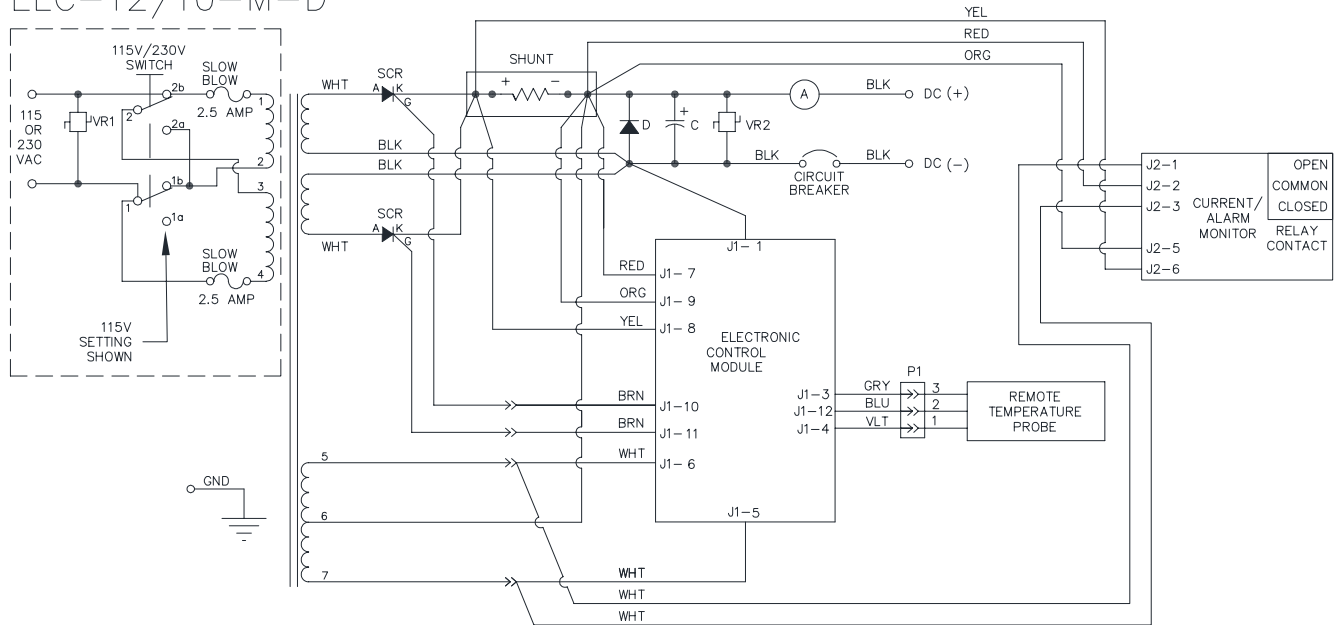 ELC-12/10-M-D
YEL
RED
ORG
115V/230V
SWITCH
SLOW
BLOW
2.5 AMP
2b
2
2a
1b
1
1a
1
2
3
4
115
OR
230
VAC
VR1
SLOW
BLOW
2.5 AMP
115V
SETTING
SHOWN
WHT
SCR
A
K
G
SHUNT
+
-
BLK
BLK
WHT
SCR
A
K
G
D
+
C
VR2
A
BLK
DC (+)
BLK
BLK
DC (-)
CIRCUIT
BREAKER
J2-1
J2-2
J2-3
J2-5
J2-6
CURRENT/
ALARM
MONITOR
OPEN
COMMON
CLOSED
RELAY
CONTACT
J1- 1
RED
J1- 7
ORG
J1- 9
YEL
J1- 8
ELECTRONIC
CONTROL
MODULE
BRN
J1-10
BRN
J1-11
WHT
J1- 6
J1-5
J1-3
J1-12
J1-4
GRY
BLU
VLT
P1
3
2
1
REMOTE
TEMPERATURE
PROBE
GND
5
6
7
WHT
WHT
WHT